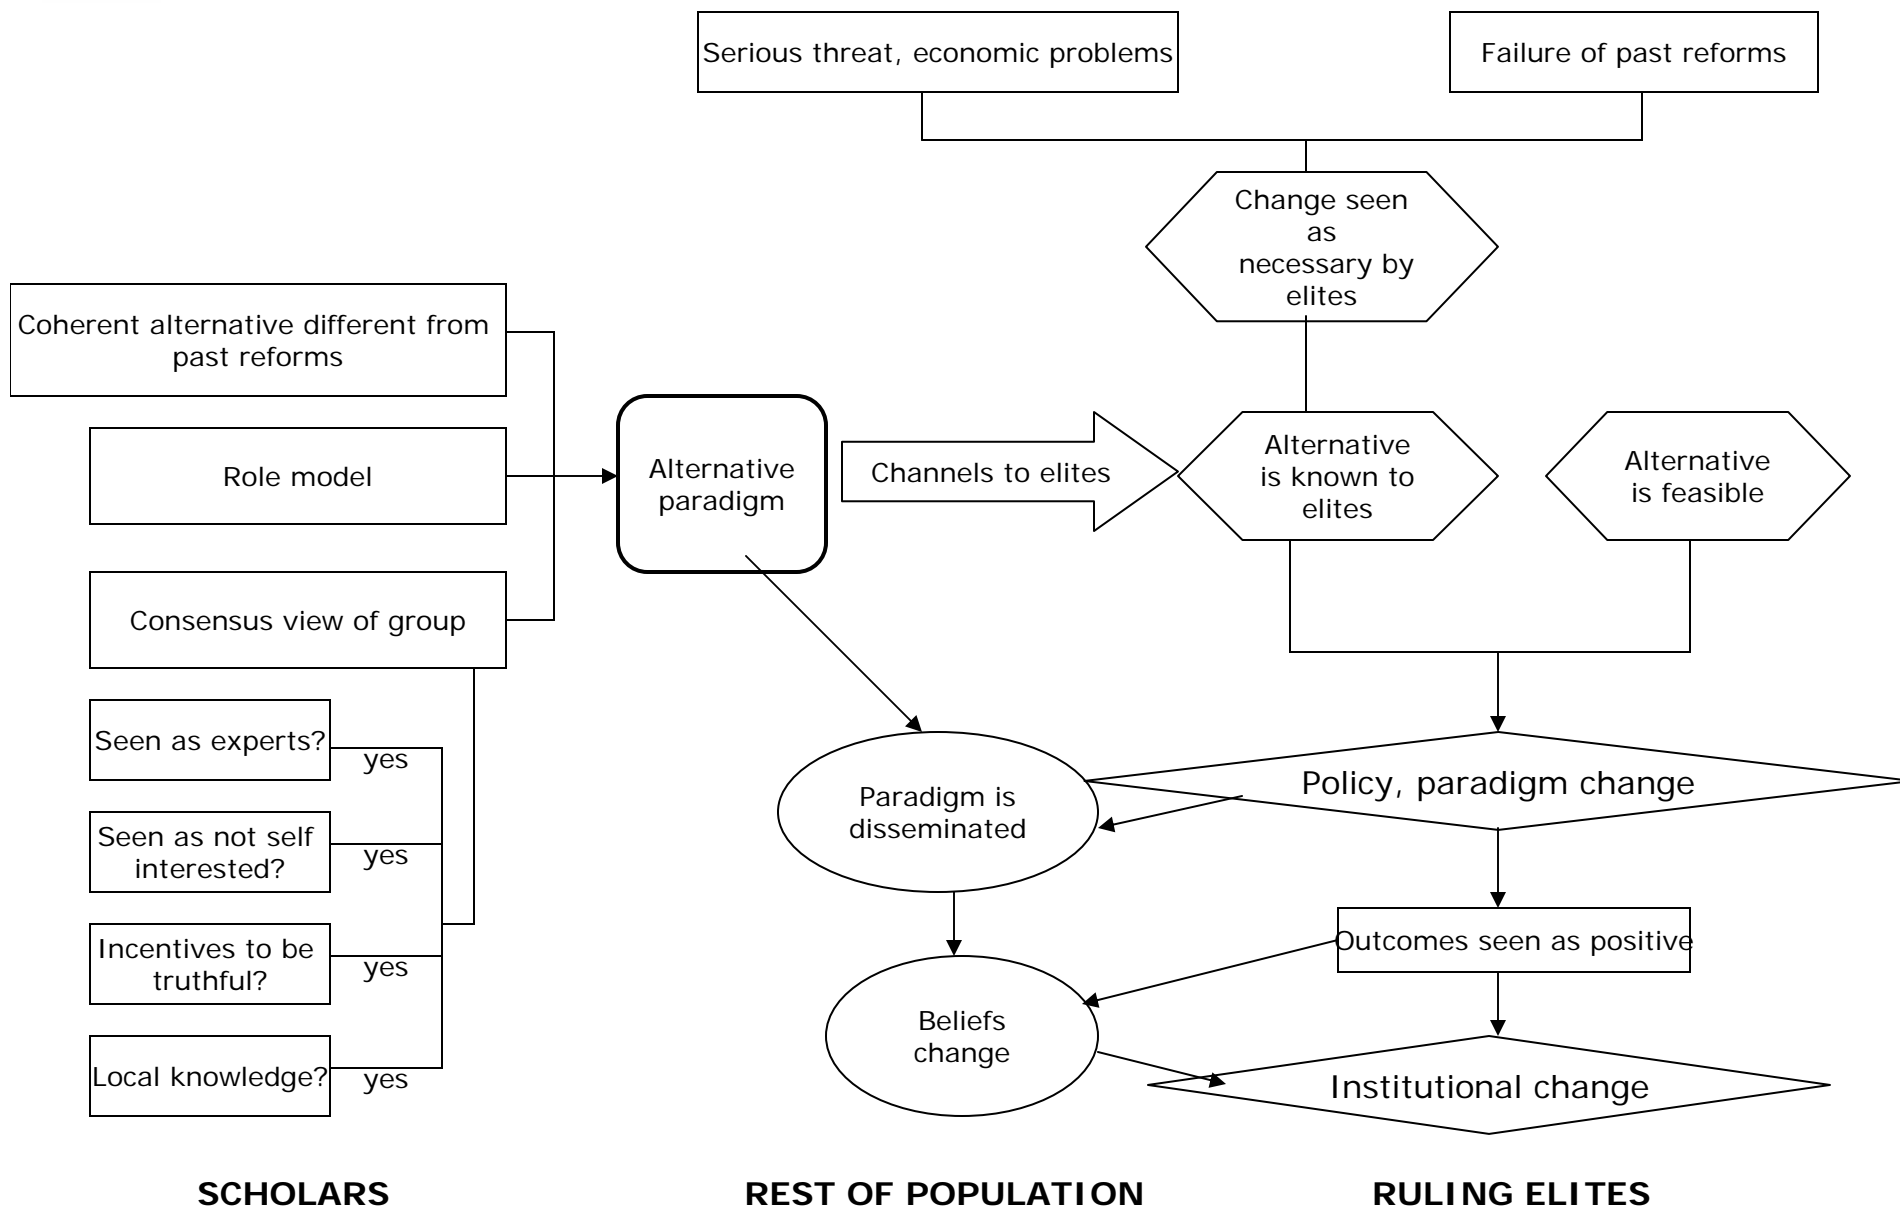 Serious threat, economic problems
Failure of past reforms
Change seen
as
necessary by
elites
Coherent alternative different from
past reforms
Role model
Consensus view of group
Alternative
paradigm
Channels to elites
Alternative
is known to
elites
Alternative
is feasible
Seen as experts?
yes
Seen as not self
interested?
yes
Incentives to be
truthful?
yes
Local knowledge?
yes
Paradigm is
disseminated
Policy, paradigm change
Outcomes seen as positive
Beliefs
change
Institutional change
SCHOLARS
REST OF POPULATION
RULING ELITES